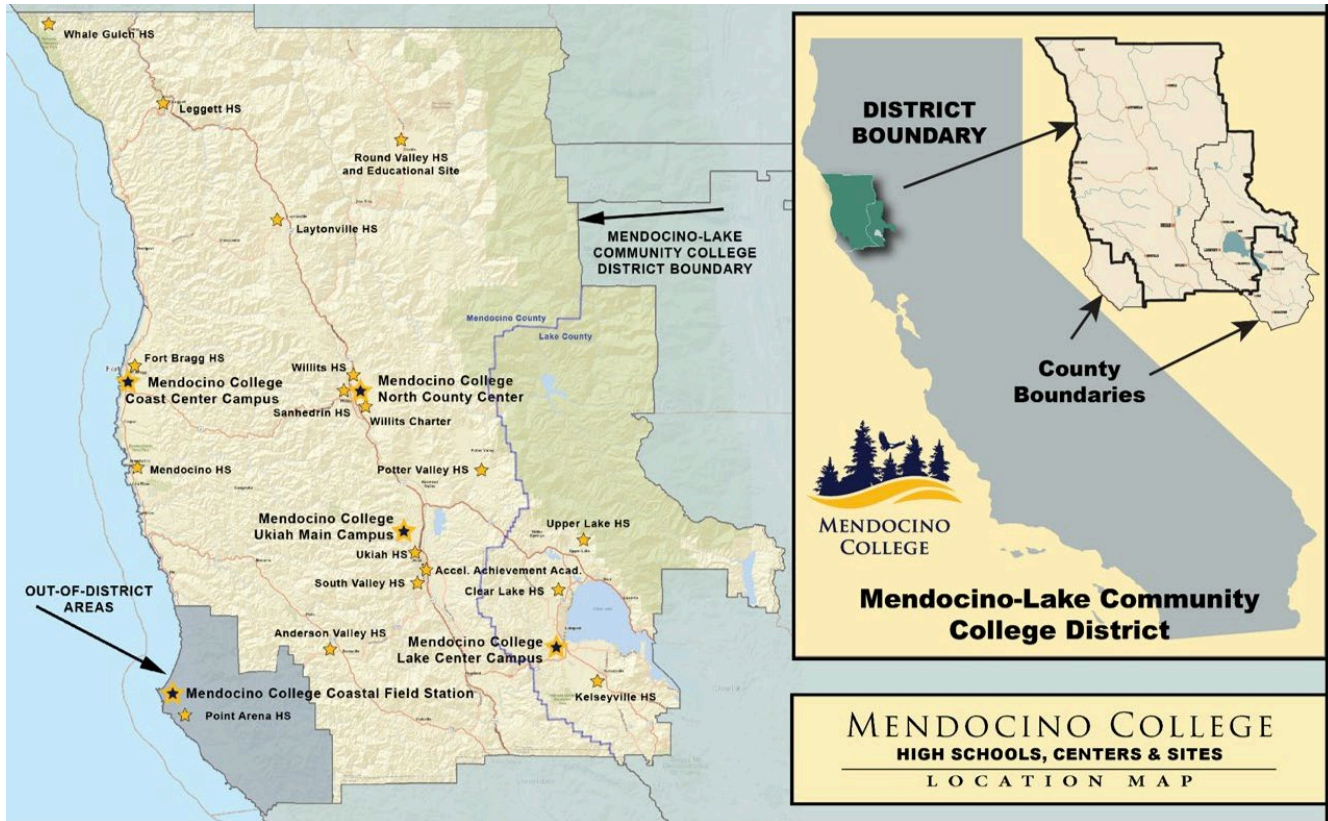 Whale Gulch HS
Leggett HS
Round Valley HS
and Educational Site
Laytonville HS
MENDOCINO-LAKE
COMMUNITY COLLEGE
DISTRICT BOUNDARY
Mendocino County
Lake County
Fort Bragg HS
Mendocino College
Coast Center Campus
Willits HS
Mendocino College
North County Center
Sanhedrin HS
Willits Charter
Mendocino HS
Potter Valley HS
Mendocino College
Ukiah Main Campus
Ukiah HS
Upper Lake HS
Accel. Achievement Acad.
South Valley HS
Clear Lake HS
OUT-OF-DISTRICT
AREAS
Anderson Valley HS
Mendocino College
Lake Center Campus
Mendocino College Coastal Field Station
Kelseyville HS
Point Arena HS
DISTRICT
BOUNDARY
County
Boundaries
MENDOCINO
COLLEGE
Mendocino-Lake Community
College District
MENDOCINO COLLEGE
HIGH SCHOOLS, CENTERS & SITES
LOCATION MAP